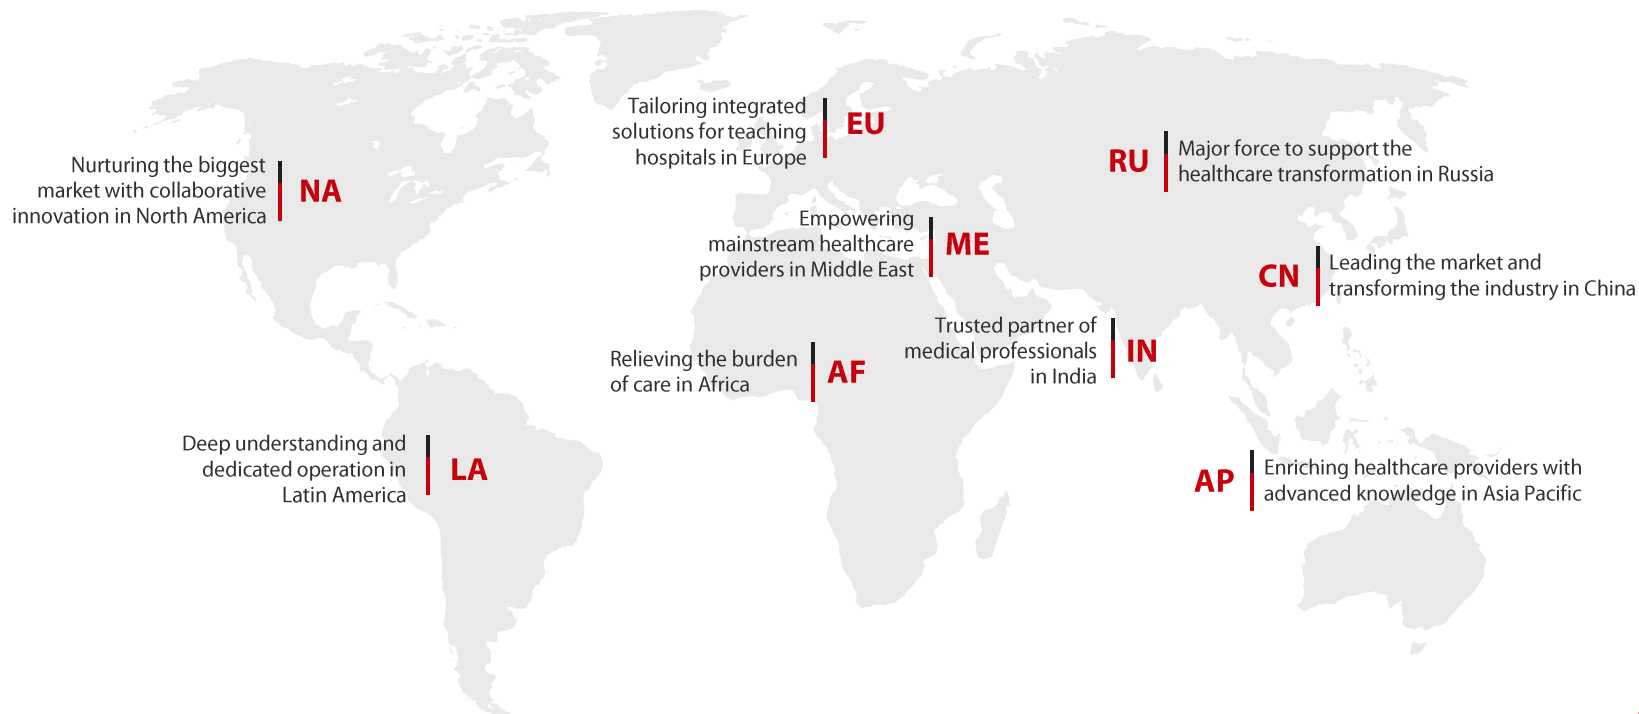 Tailoring integrated
solutions for teaching
hospitals in Europe
EU
Major force to support the
healthcare transformation in Russia
RU
Nurturing the biggest
market with collaborative
innovation in North America
NA
Empowering
mainstream healthcare
providers in Middle East
ME
CN
Leading the market and
transforming the industry in China
Trusted partner of
medical professionals
in India
IN
Relieving the burden
of care in Africa
AF
Deep understanding and
dedicated operation in
Latin America
LA
AP
Enriching healthcare providers with
advanced knowledge in Asia Pacific